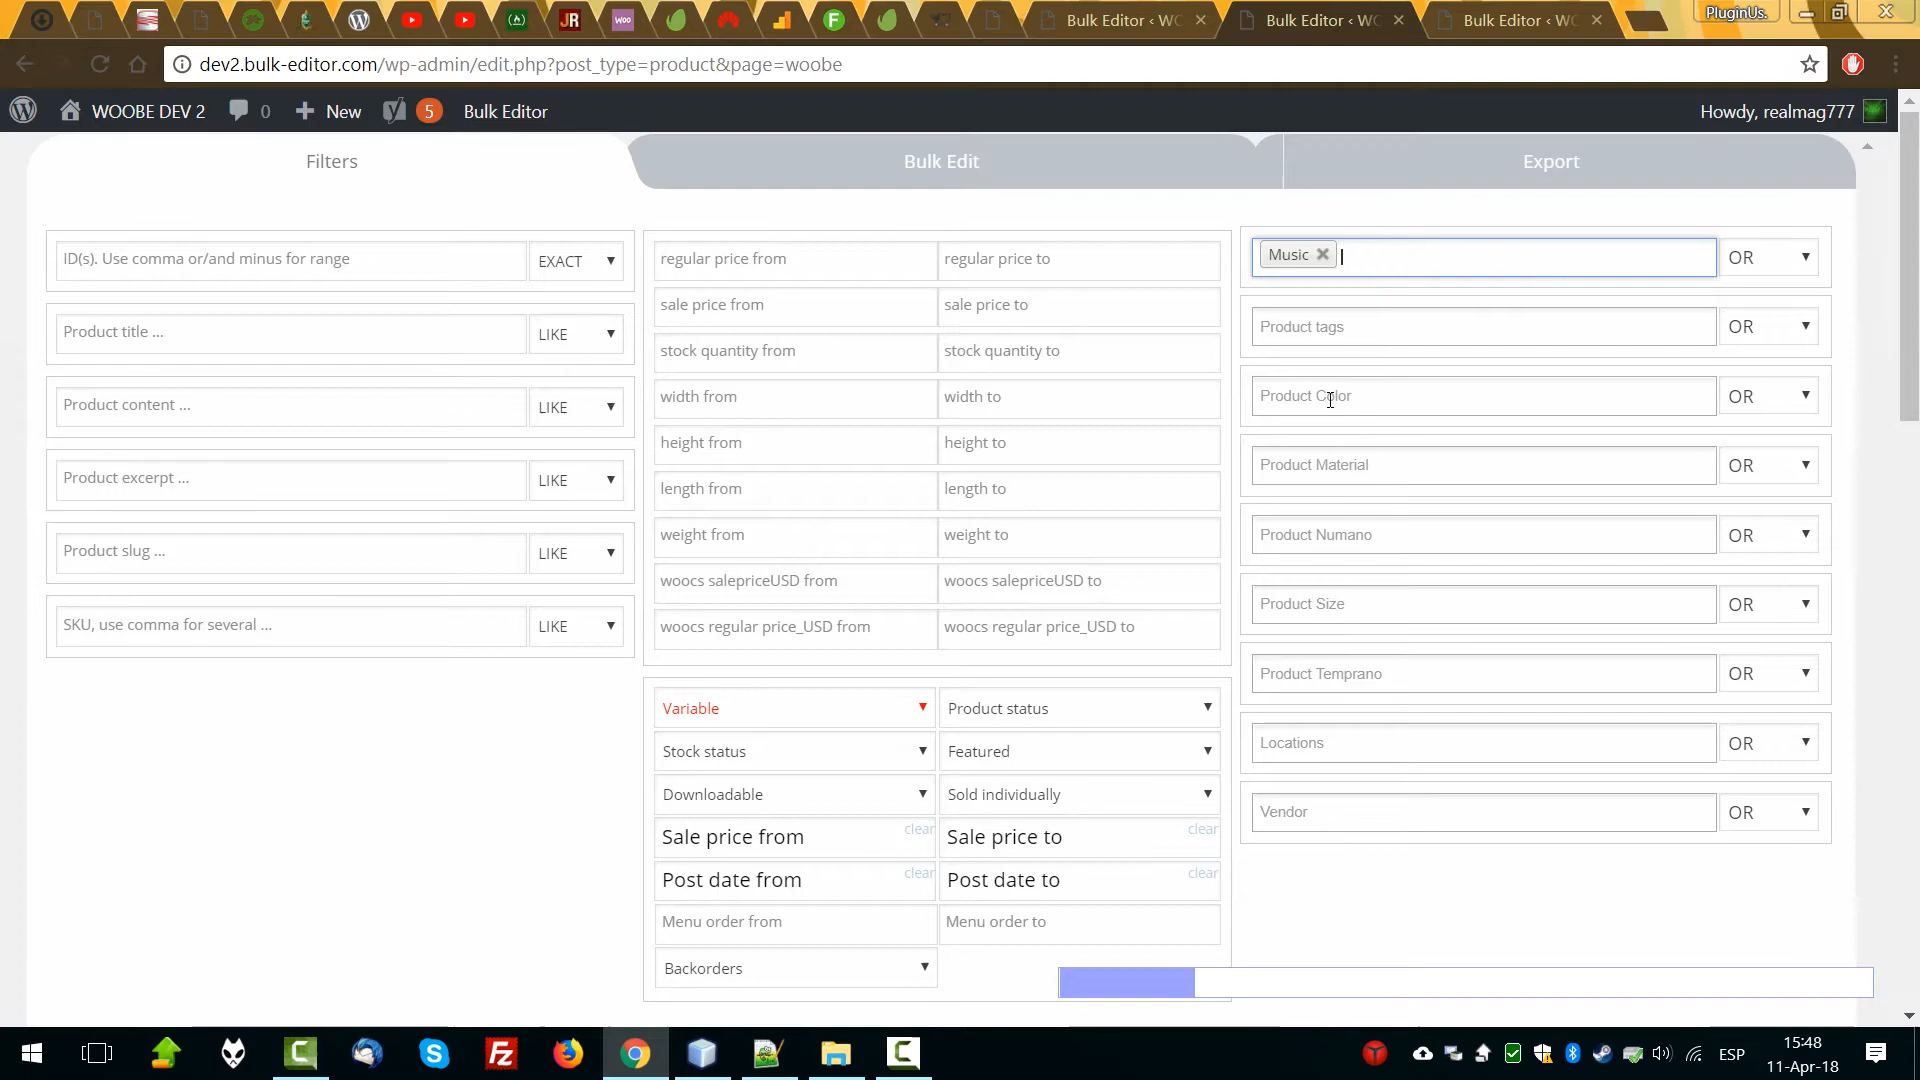 JR
woo
F
Bulk Editor ‹ WC
Bulk Editor ‹ WC
Bulk Editor ‹ WC
PluginUs.
dev2.bulk-editor.com/wp-admin/edit.php?post_type=product&page=woobe
WOOBE DEV 2
0
New
5
Bulk Editor
Howdy, realmag777
Filters
Bulk Edit
Export
ID(s). Use comma or/and minus for range
EXACT
Product title ...
LIKE
Product content ...
LIKE
Product excerpt ...
LIKE
Product slug ...
LIKE
SKU, use comma for several ...
LIKE
regular price from
regular price to
sale price from
sale price to
stock quantity from
stock quantity to
width from
width to
height from
height to
length from
length to
weight from
weight to
woocs salepriceUSD from
woocs salepriceUSD to
woocs regular price_USD from
woocs regular price_USD to
Variable
Product status
Stock status
Featured
Downloadable
Sold individually
Sale price from
clear
Sale price to
clear
Post date from
clear
Post date to
clear
Menu order from
Menu order to
Backorders
Music
OR
Product tags
OR
Product Color
OR
Product Material
OR
Product Numano
OR
Product Size
OR
Product Temprano
OR
Locations
OR
Vendor
OR
ESP
15:48
11-Apr-18